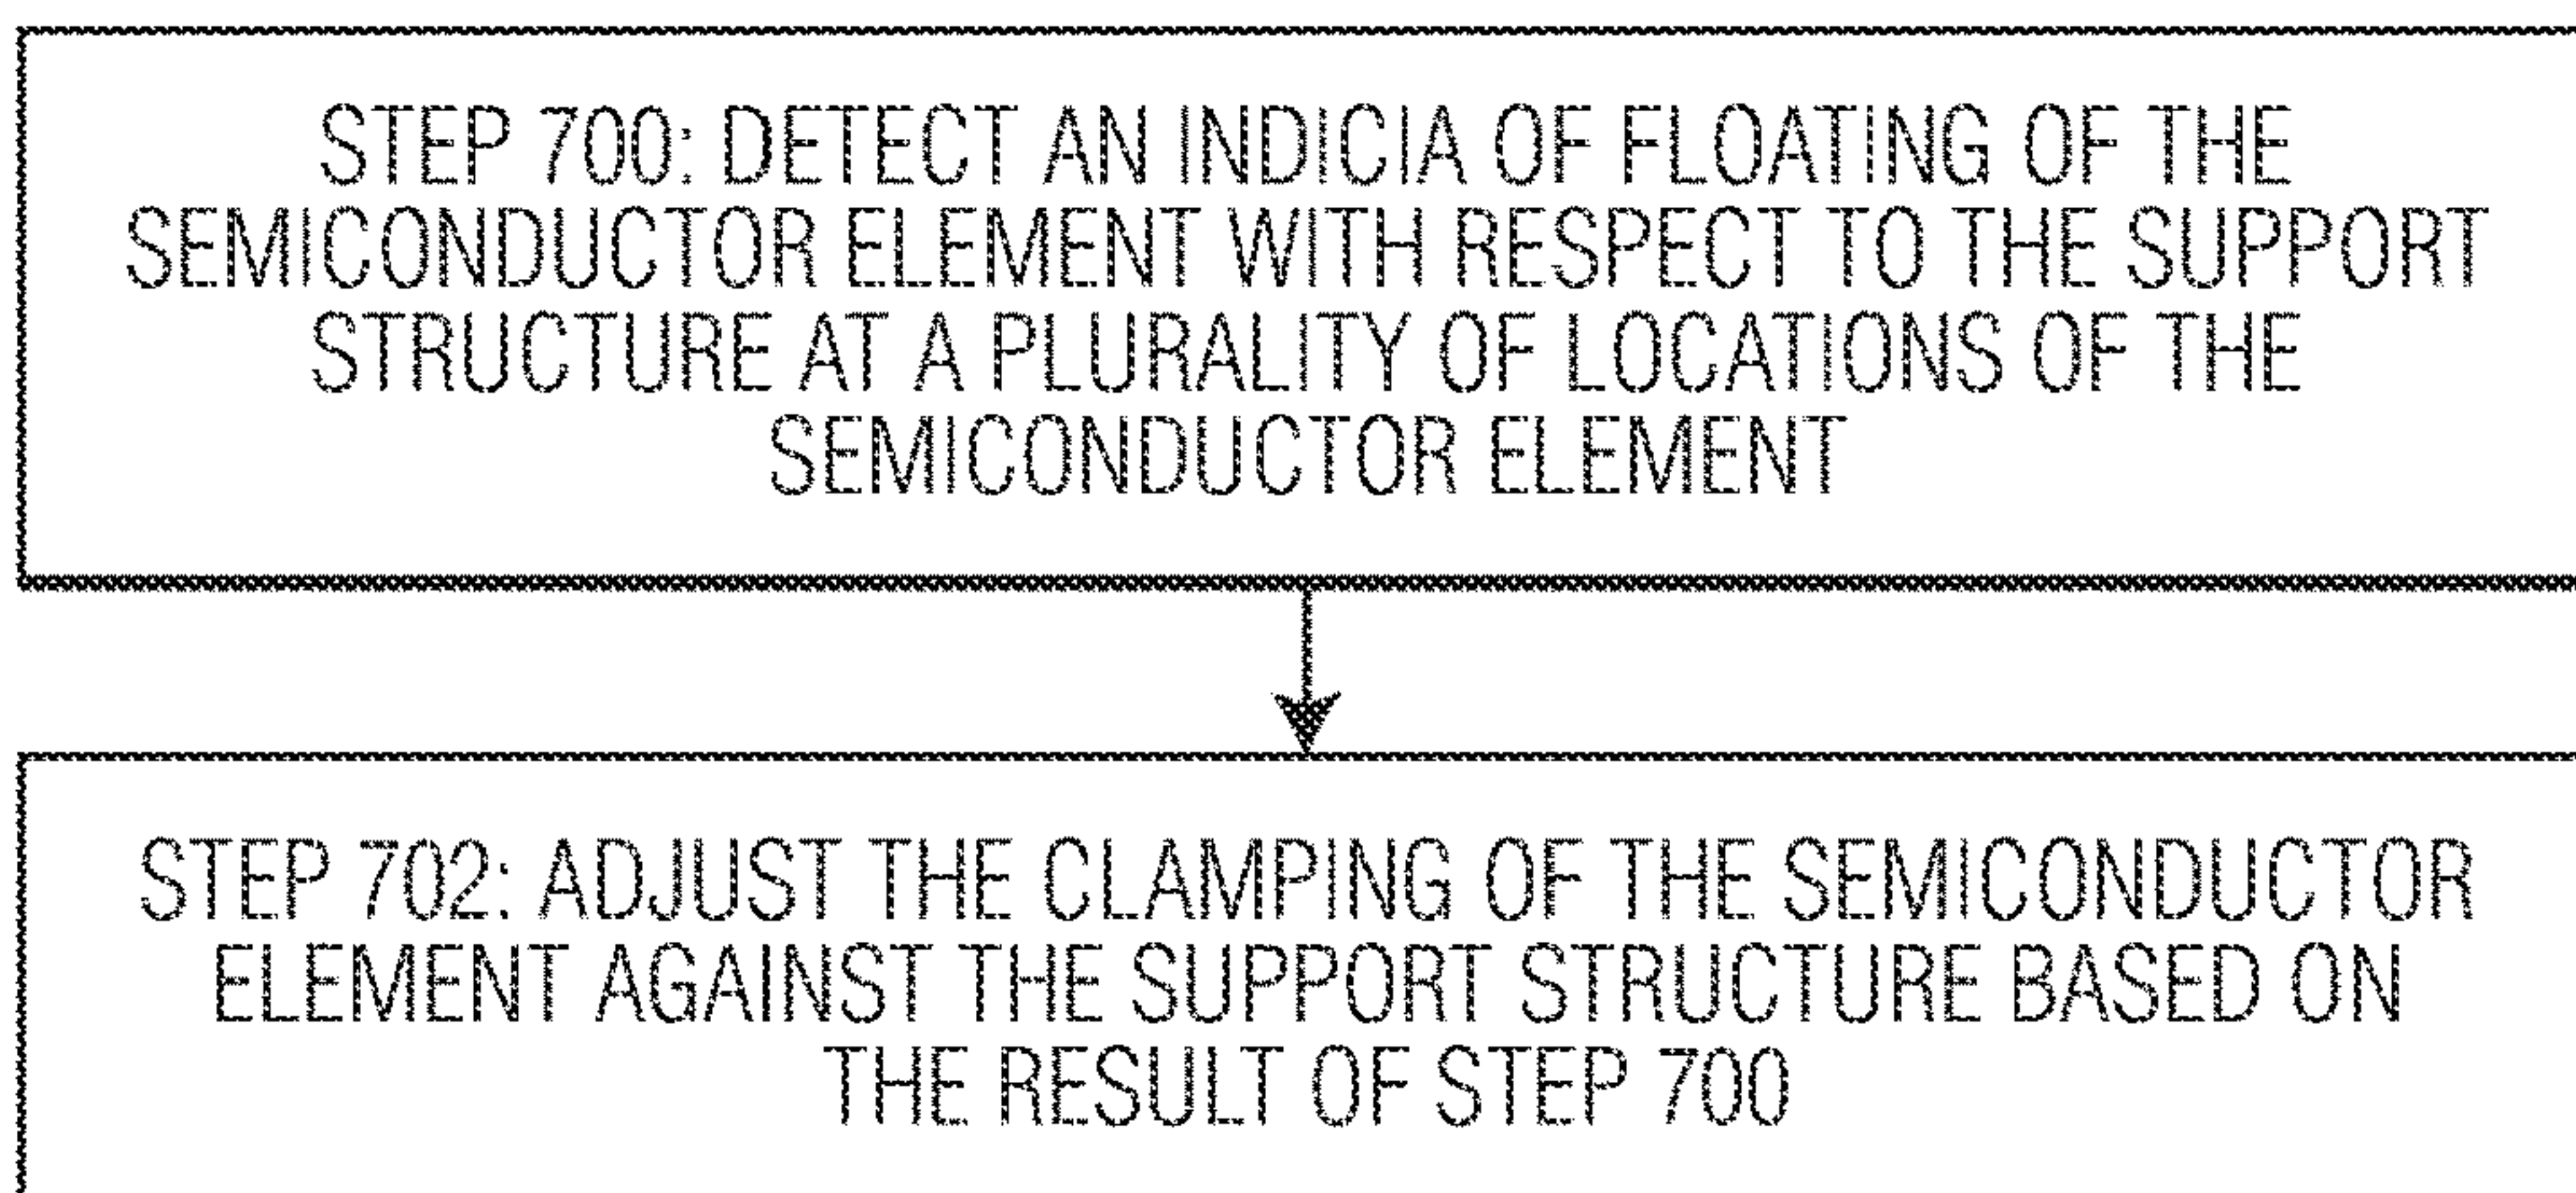 STEP 700: DETECT AN INDICIA OF FLOATING OF THE
SEMICONDUCTOR ELEMENT WITH RESPECT TO THE SUPPORT
STRUCTURE AT A PLURALITY OF LOCATIONS OF THE
SEMICONDUCTOR ELEMENT
STEP 702: ADJUST THE CLAMPING OF THE SEMICONDUCTOR
ELEMENT AGAINST THE SUPPORT STRUCTURE BASED ON
THE RESULT OF STEP 700